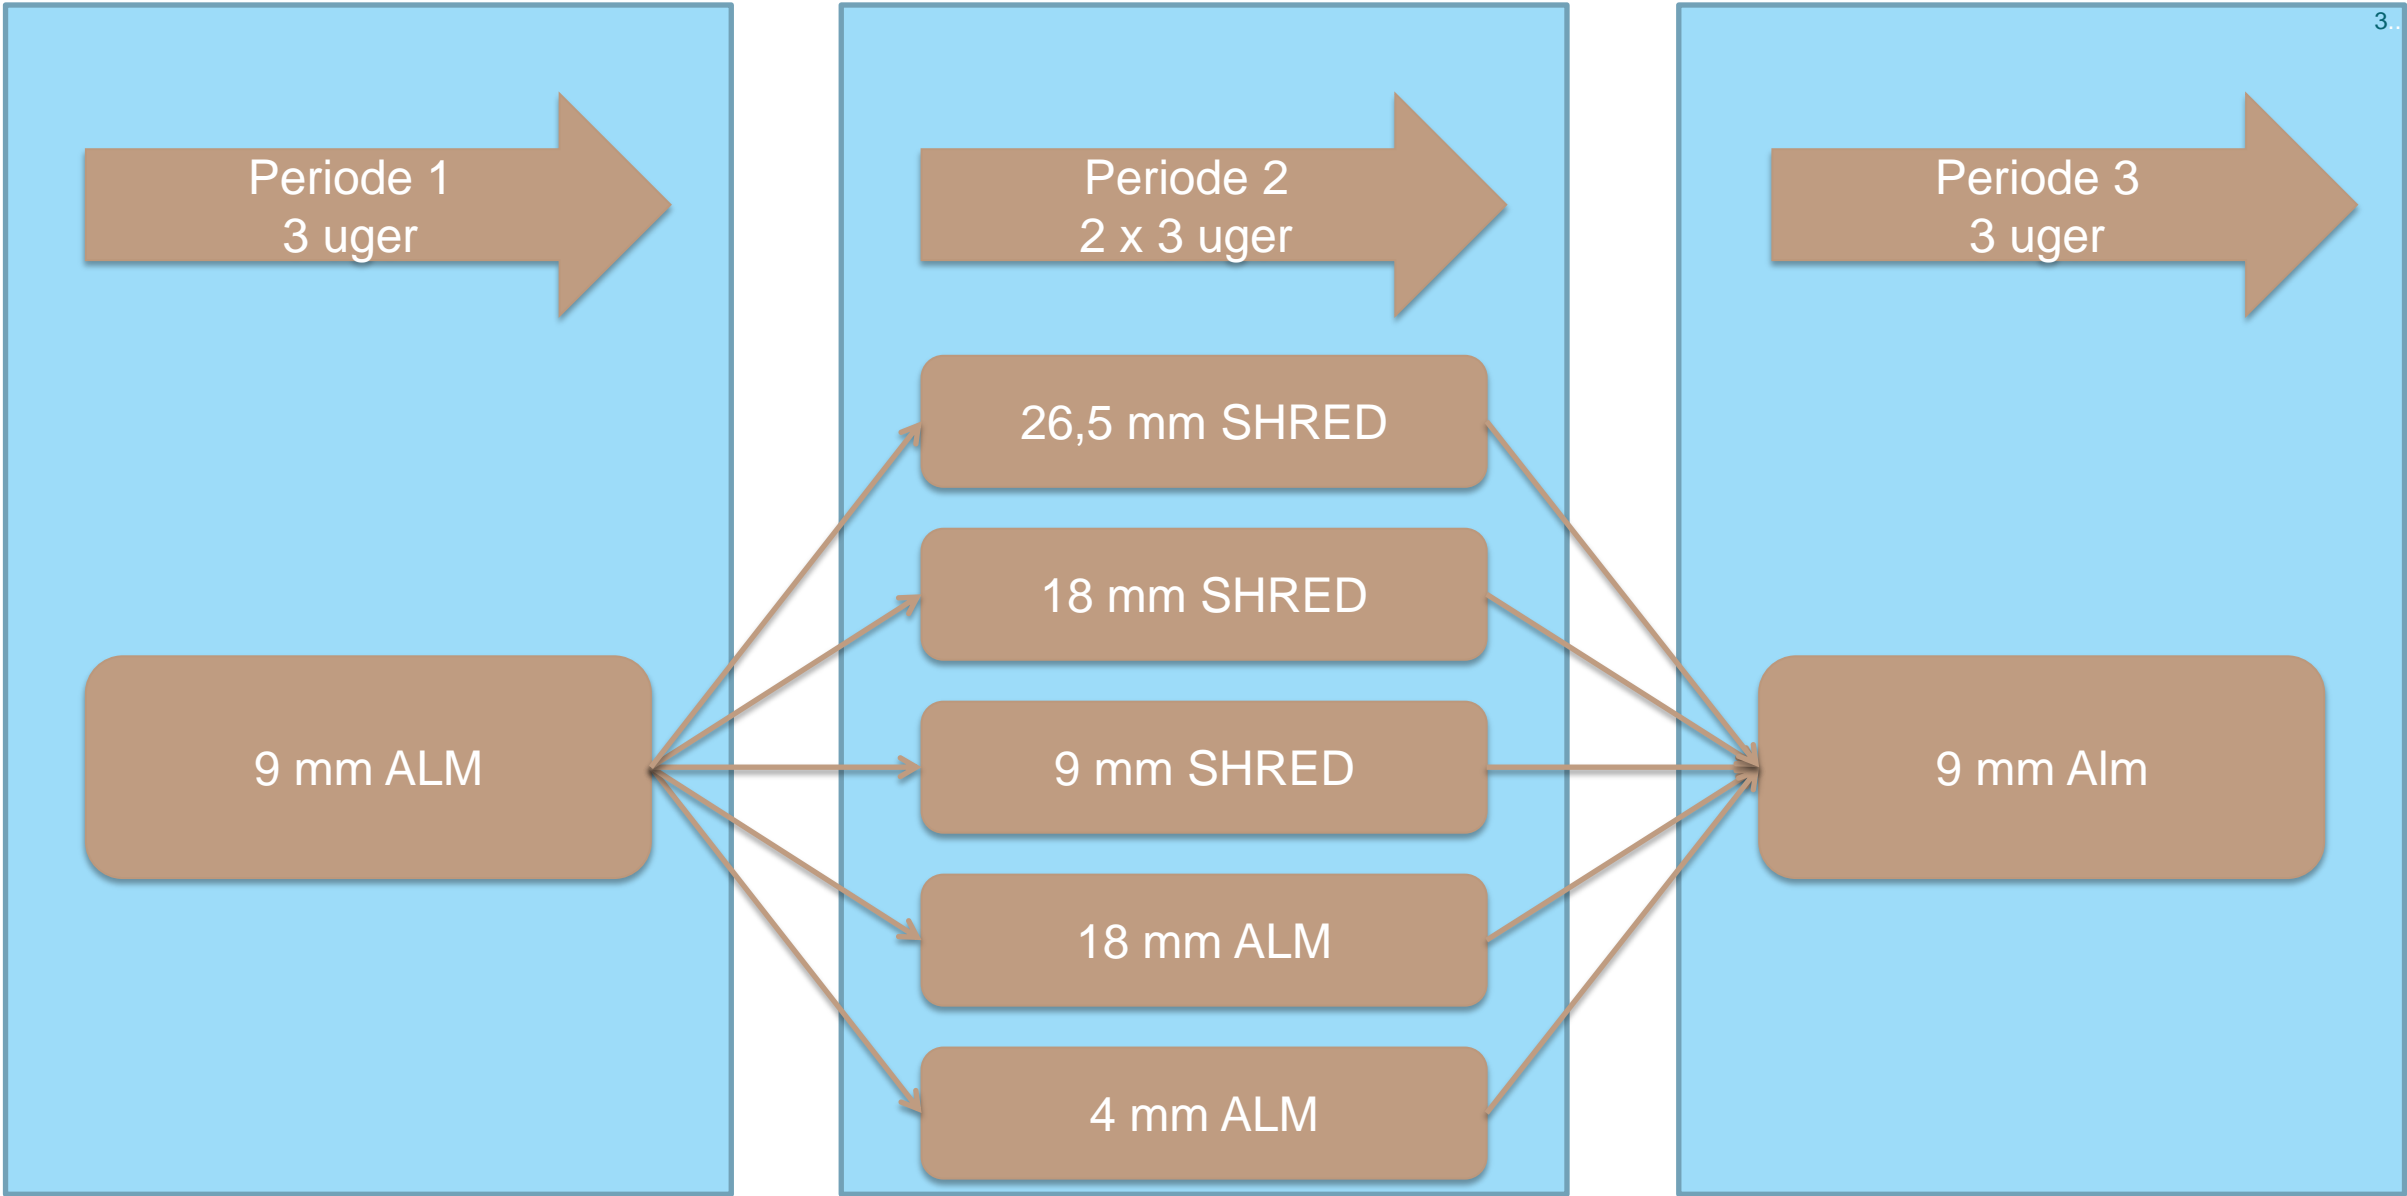 3..
Periode 1
3 uger
9 mm ALM
Periode 2
2 x 3 uger
26,5 mm SHRED
18 mm SHRED
9 mm SHRED
18 mm ALM
4 mm ALM
Periode 3
3 uger
9 mm Alm